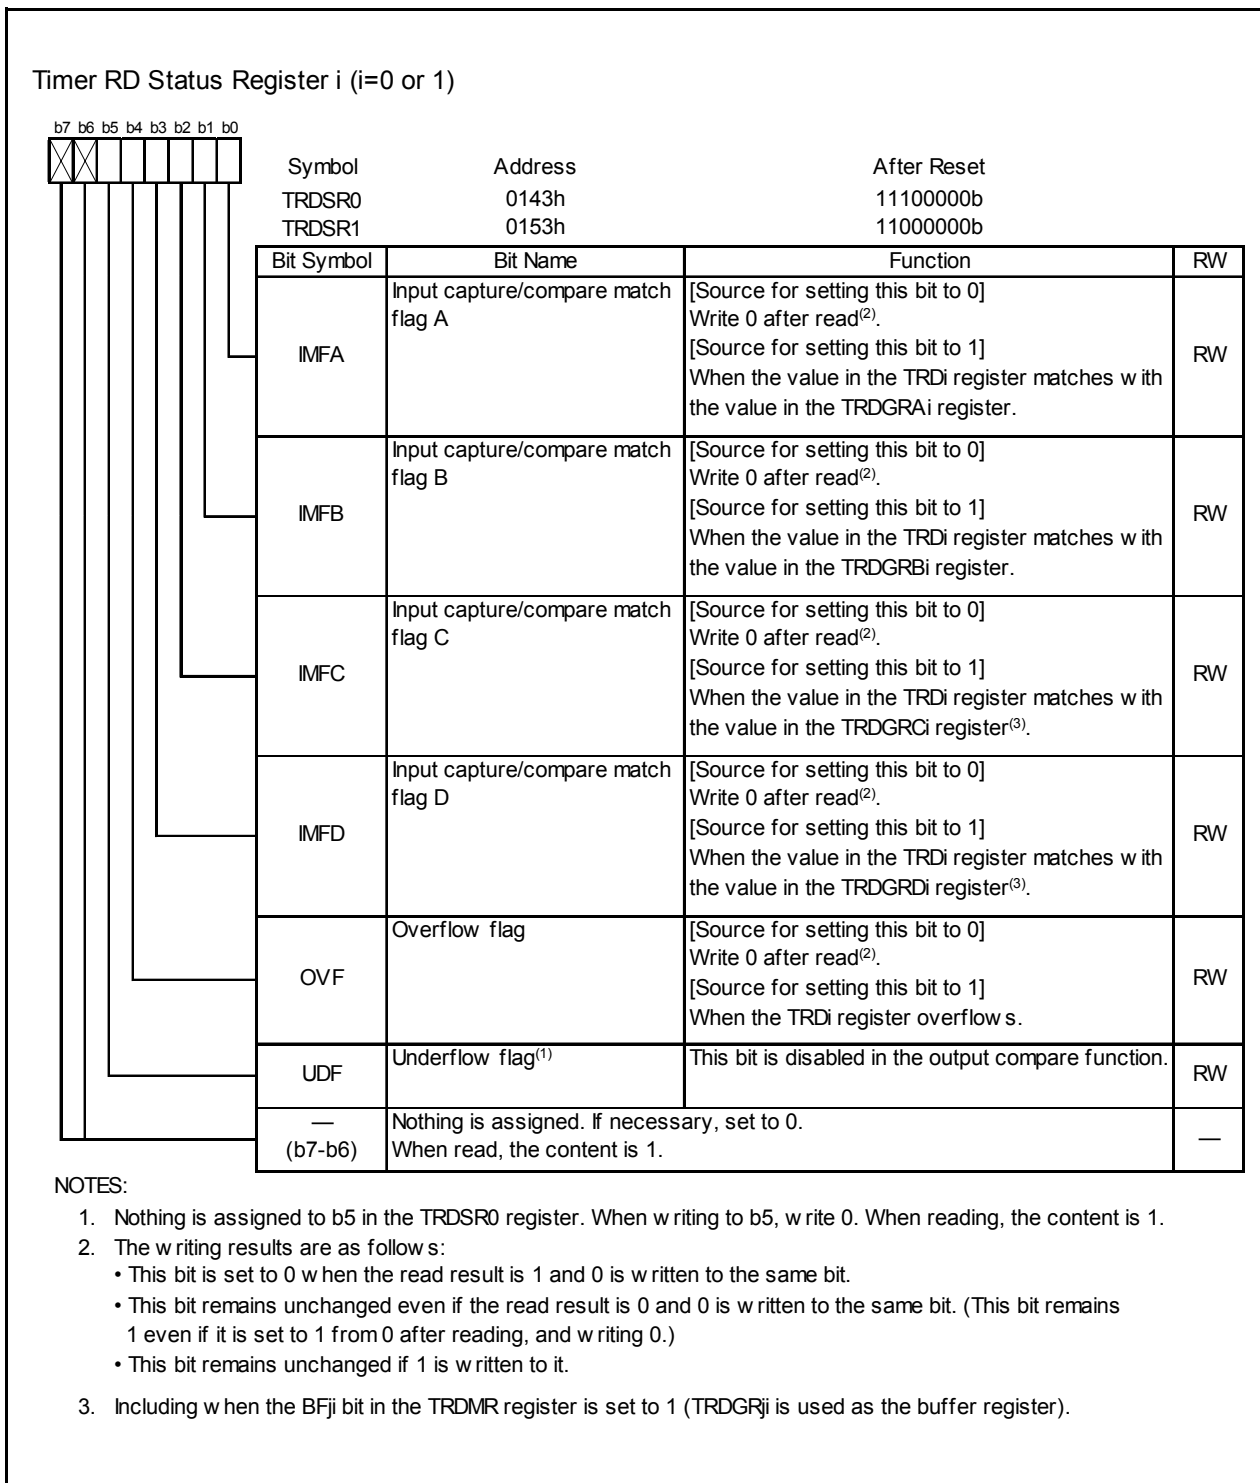 Timer RD Status Register i (i=0 or 1)
b7 b6 b5 b4 b3 b2 b1 b0
Symbol Address After Reset
TRDSR0 0143h 11100000b
TRDSR1 0153h 11000000b
Bit Symbol Bit Name Function RW
IMFA Input capture/compare match [Source for setting this bit to 0] RW
flag A Write 0 after read(2).
[Source for setting this bit to 1]
When the value in the TRDi register matches with
the value in the TRDGRAi register.
IMFB Input capture/compare match [Source for setting this bit to 0] RW
flag B Write 0 after read(2).
[Source for setting this bit to 1]
When the value in the TRDi register matches with
the value in the TRDGRBi register.
IMFC Input capture/compare match [Source for setting this bit to 0] RW
flag C Write 0 after read(2).
[Source for setting this bit to 1]
When the value in the TRDi register matches with
the value in the TRDGRCi register(3).
IMFD Input capture/compare match [Source for setting this bit to 0] RW
flag D Write 0 after read(2).
[Source for setting this bit to 1]
When the value in the TRDi register matches with
the value in the TRDGRDi register(3).
OVF Overflow flag [Source for setting this bit to 0] RW
Write 0 after read(2).
[Source for setting this bit to 1]
When the TRDi register overflows.
UDF Underflow flag(1) This bit is disabled in the output compare function. RW
— Nothing is assigned. If necessary, set to 0. —
(b7-b6) When read, the content is 1.
NOTES:
1. Nothing is assigned to b5 in the TRDSR0 register. When writing to b5, write 0. When reading, the content is 1.
2. The writing results are as follows:
• This bit is set to 0 when the read result is 1 and 0 is written to the same bit.
• This bit remains unchanged even if the read result is 0 and 0 is written to the same bit. (This bit remains
1 even if it is set to 1 from 0 after reading, and writing 0.)
• This bit remains unchanged if 1 is written to it.
3. Including when the BFji bit in the TRDMR register is set to 1 (TRDGRji is used as the buffer register).